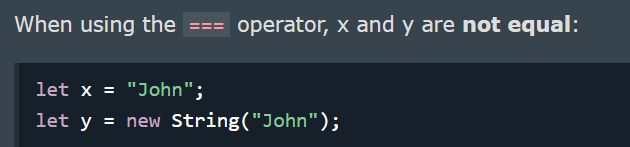 When using the === operator, x and y are not equal:
let x = "John";
let y = new String("John");